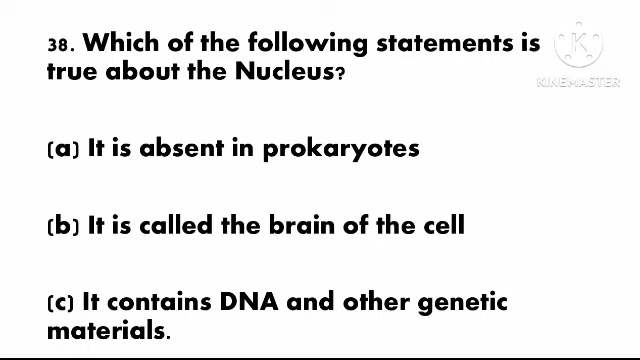 38. Which of the following statements is
true about the Nucleus?
(a) It is absent in prokaryotes
(b) It is called the brain of the cell
(c) It contains DNA and other genetic
materials.
K
KINEMASTER